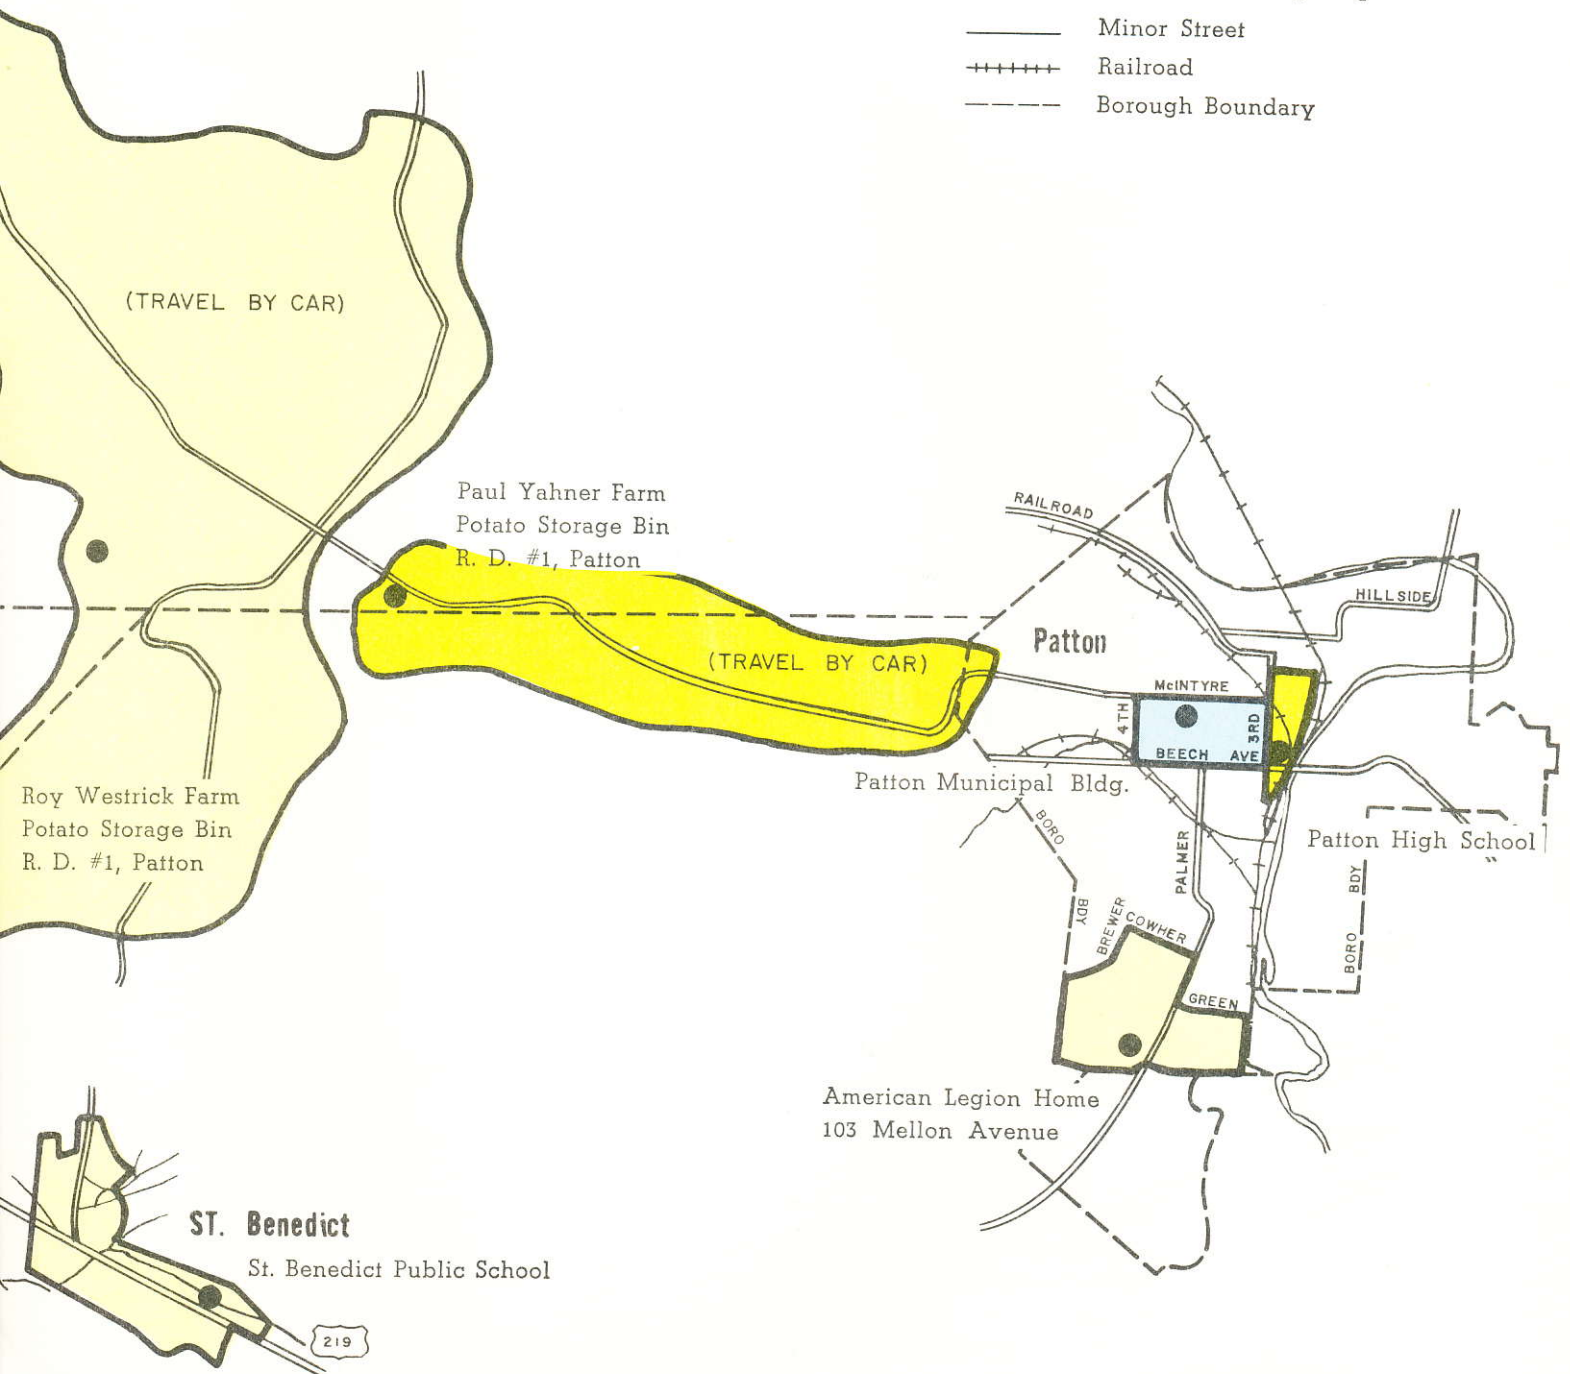 Minor Street
Railroad
Borough Boundary
(TRAVEL BY CAR)
Paul Yahner Farm
Potato Storage Bin
R. D. #1, Patton
RAILROAD
HILLSIDE
Patton
(TRAVEL BY CAR)
McINTYRE
4TH
3RD
BEECH AVE
Patton Municipal Bldg.
Roy Westrick Farm
Potato Storage Bin
R. D. #1, Patton
BORO
BDY
PALMER
Patton High School
BORO BDY
BREWER
COWHER
GREEN
American Legion Home
103 Mellon Avenue
ST. Benedict
St. Benedict Public School
219